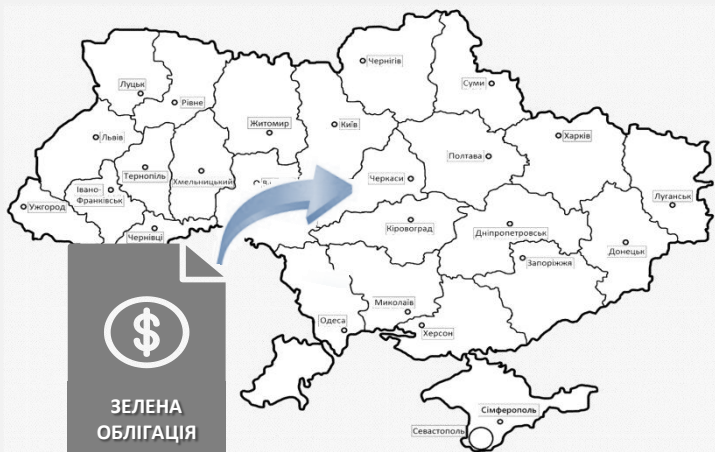 Чернігів
Суми
Луцьк
Рівне
Житомир
Київ
Харків
Львів
Полтава
Тернопіль
Хмельницький
Черкаси
Івано-
Франківськ
Луганськ
Ужгород
Чернівці
Кіровоград
Дніпропетровськ
Донецьк
Запоріжжя
Миколаїв
Одеса
Херсон
ЗЕЛЕНА
ОБЛІГАЦІЯ
Сімферополь
Севастополь